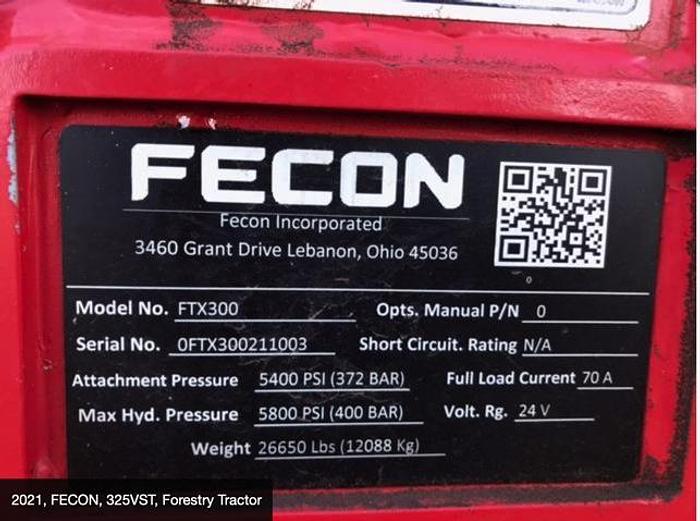 FECON
Fecon Incorporated
3460 Grant Drive Lebanon, Ohio 45036
0
Model No. FTX300 Opts. Manual P/N 0
Serial No. 0FTX300211003 Short Circuit. Rating N/A
Attachment Pressure 5400 PSI (372 BAR) Full Load Current 70 A
Max Hyd. Pressure 5800 PSI (400 BAR) Volt. Rg. 24 V
Weight 26650 Lbs (12088 Kg)
2021, FECON, 325VST, Forestry Tractor